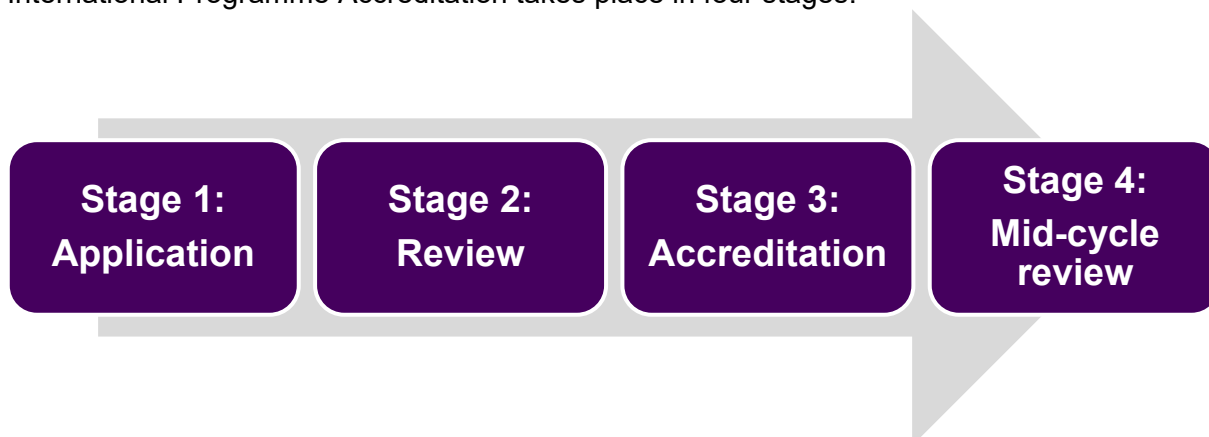 International Programme Accreditation takes place in four stages:
Stage 1:
Application
Stage 2:
Review
Stage 3:
Accreditation
Stage 4:
Mid-cycle
review